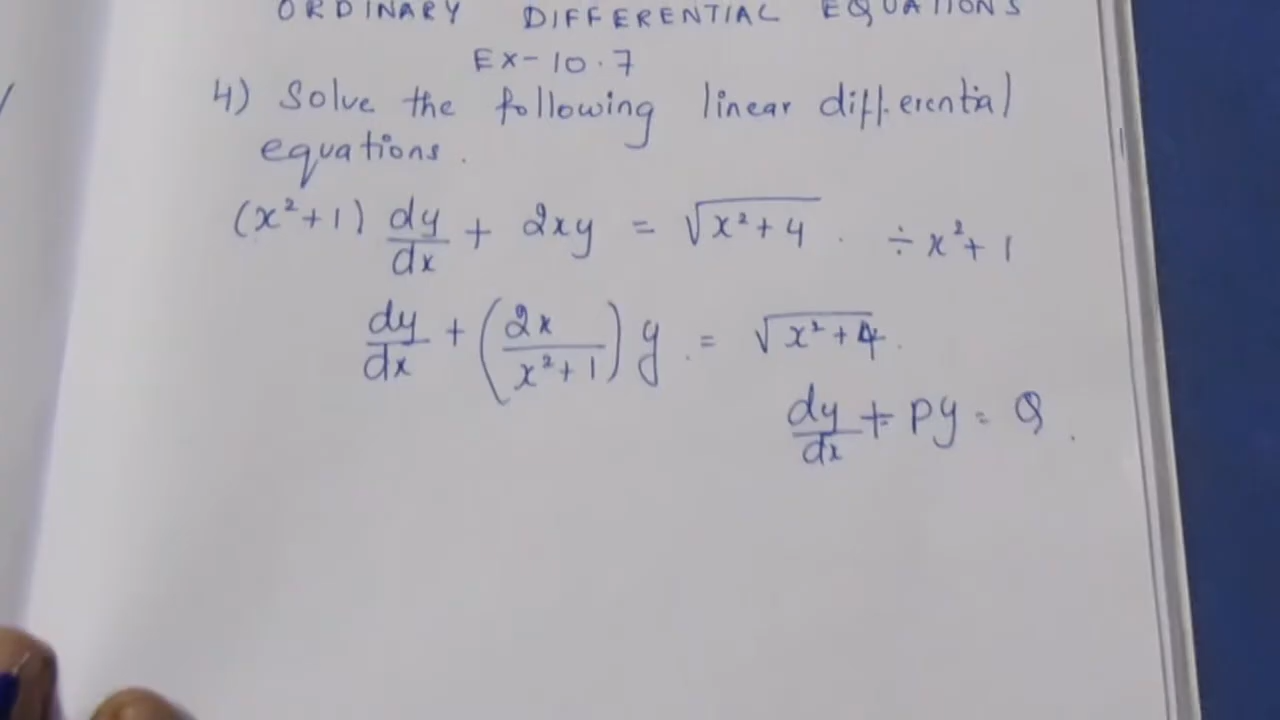 ORDINARY DIFFERENTIAL EQUATIONS
EX-10.7
4) Solve the following linear differential
equations.
(x²+1) dy/dx + 2xy = √(x²+4) . ÷ x²+1
dy/dx + (2x/(x²+1)) y . = √(x²+4) .
dy/dx + py = Q .